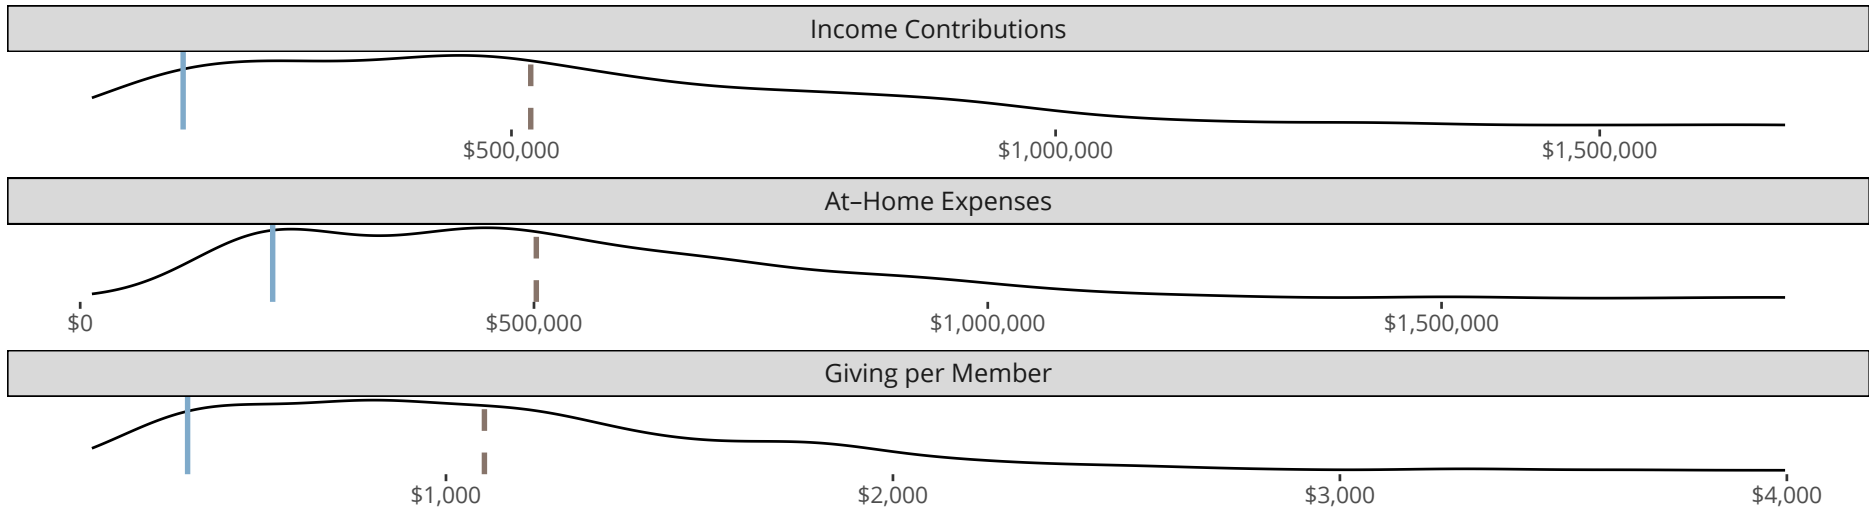 Income Contributions
$500,000 $1,000,000 $1,500,000
At–Home Expenses
$0 $500,000 $1,000,000 $1,500,000
Giving per Member
$1,000 $2,000 $3,000 $4,000